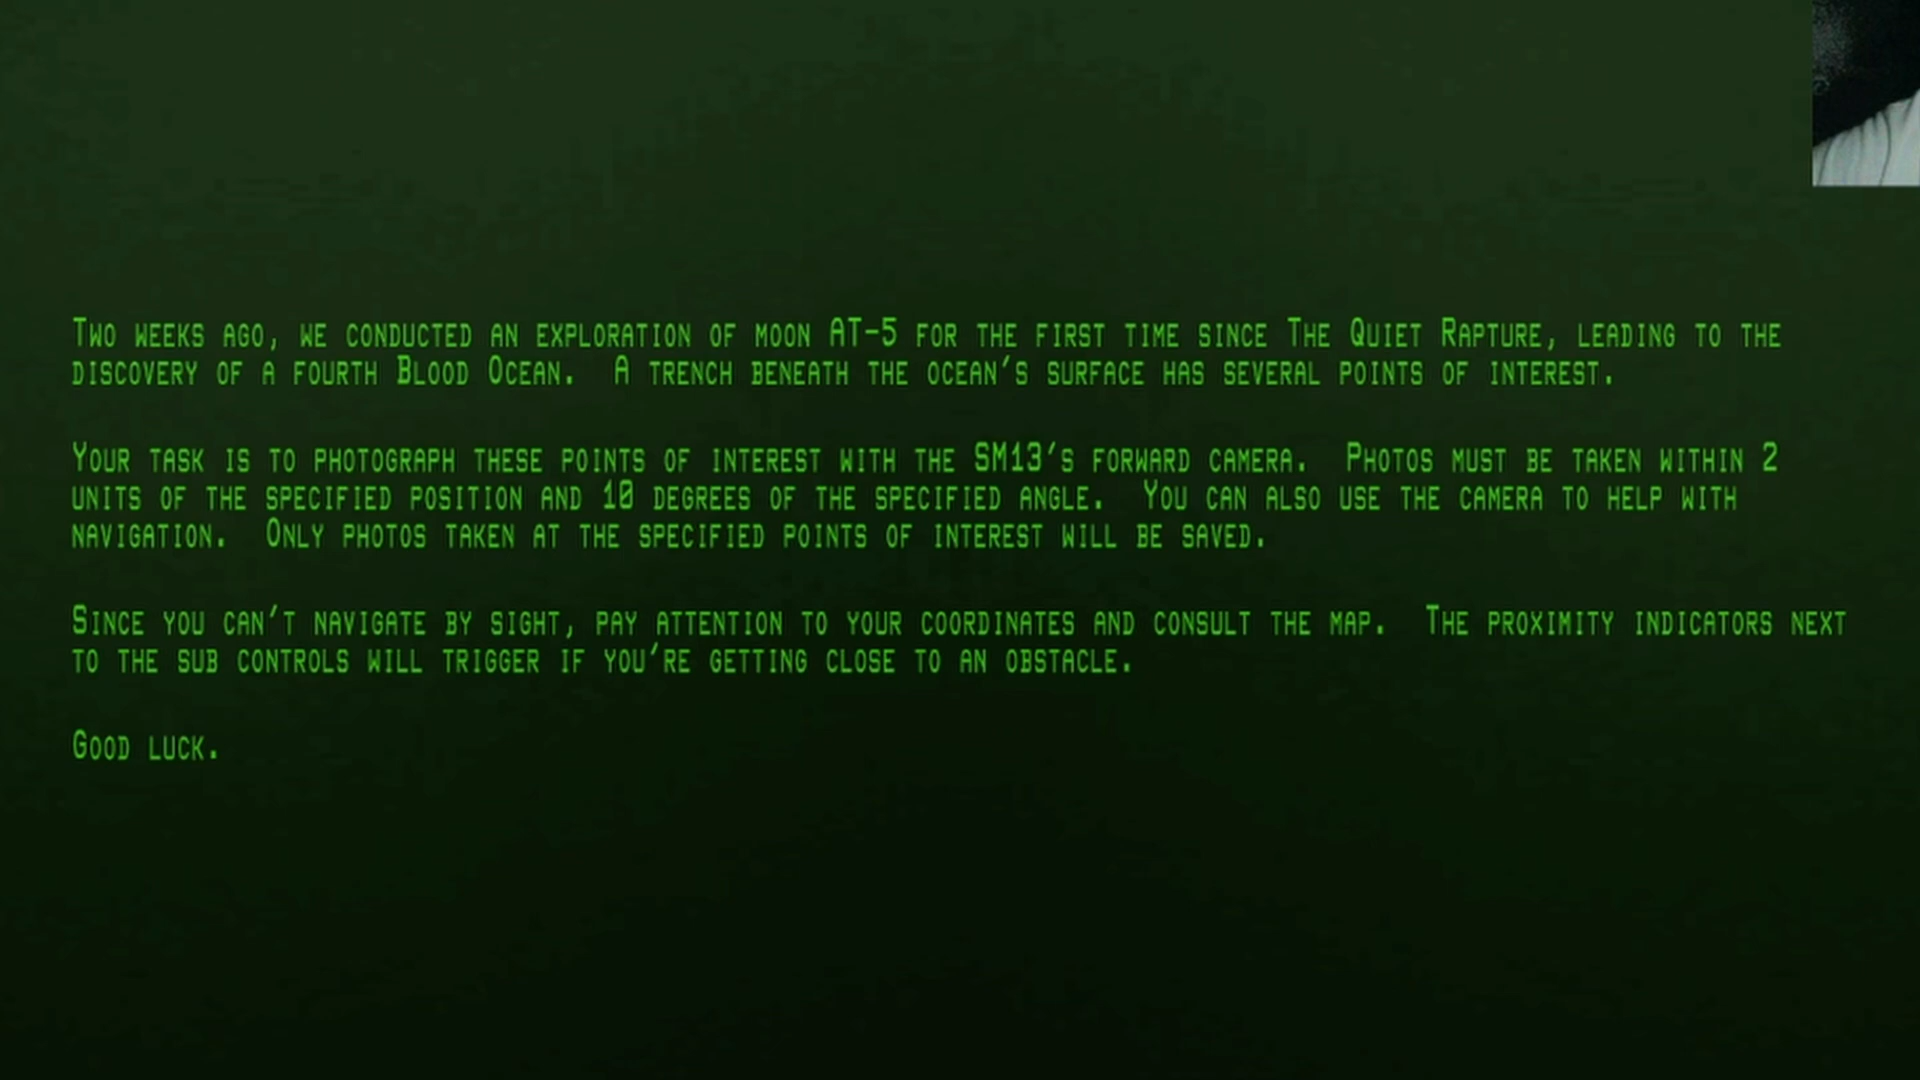 Two weeks ago, we conducted an exploration of moon AT-5 for the first time since The Quiet Rapture, leading to the
discovery of a fourth Blood Ocean.  A trench beneath the ocean's surface has several points of interest.
Your task is to photograph these points of interest with the SM13's forward camera.  Photos must be taken within 2
units of the specified position and 10 degrees of the specified angle.  You can also use the camera to help with
navigation.  Only photos taken at the specified points of interest will be saved.
Since you can't navigate by sight, pay attention to your coordinates and consult the map.  The proximity indicators next
to the sub controls will trigger if you're getting close to an obstacle.
Good luck.